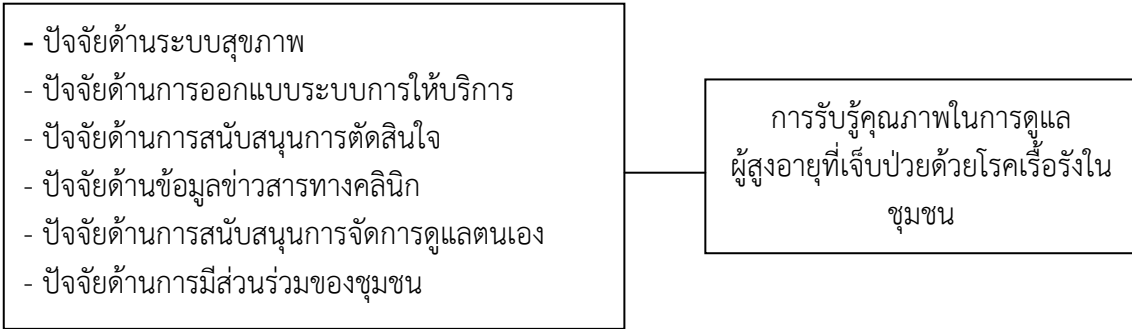 - ปัจจัยด้านระบบสุขภาพ
- ปัจจัยด้านการออกแบบระบบการให้บริการ
- ปัจจัยด้านการสนับสนุนการตัดสินใจ
- ปัจจัยด้านข้อมูลข่าวสารทางคลินิก
- ปัจจัยด้านการสนับสนุนการจัดการดูแลตนเอง
- ปัจจัยด้านการมีส่วนร่วมของชุมชน
การรับรู้คุณภาพในการดูแล
ผู้สูงอายุที่เจ็บป่วยด้วยโรคเรื้อรังใน
ชุมชน